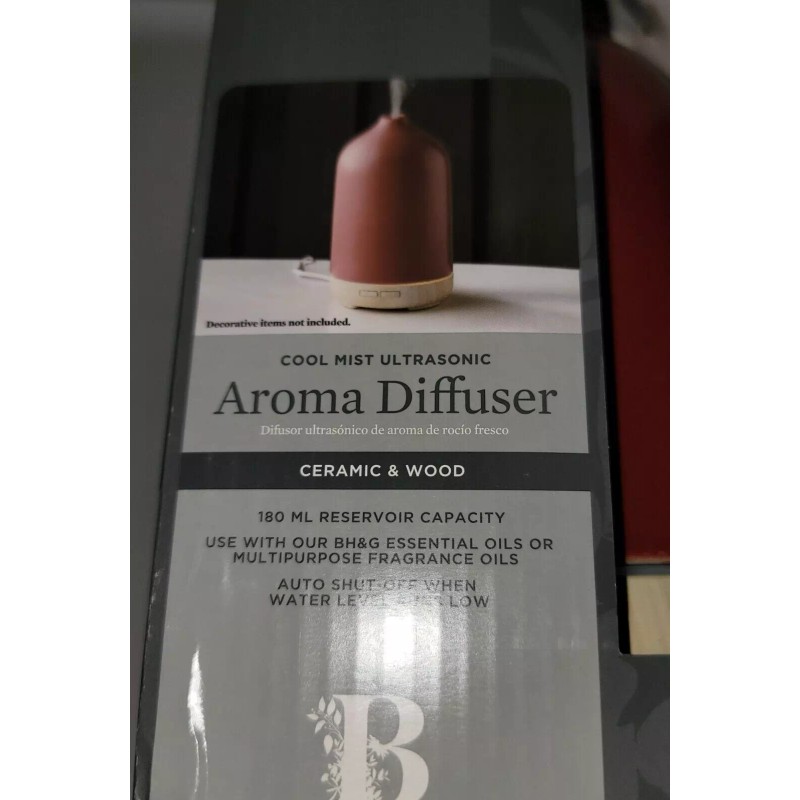 Decorative items not included.
COOL MIST ULTRASONIC
Aroma Diffuser
Difusor ultrasónico de aroma de rocío fresco
CERAMIC & WOOD
180 ML RESERVOIR CAPACITY
USE WITH OUR BH&G ESSENTIAL OILS OR
MULTIPURPOSE FRAGRANCE OILS
AUTO SHUT-OFF WHEN
WATER LEVEL LOW
B